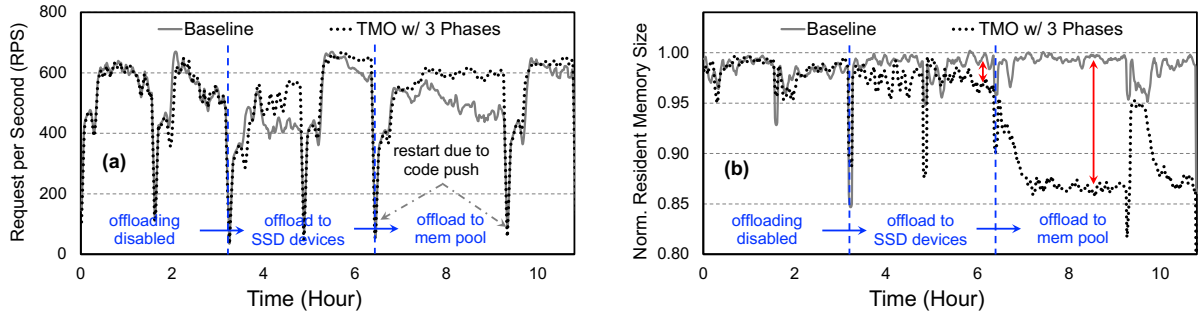 Baseline
TMO w/ 3 Phases
Request per Second (RPS)
800
600
400
200
0
(a)
restart due to
code push
offloading
disabled
offload to
SSD devices
offload to
mem pool
0
2
4
6
8
10
Time (Hour)
Baseline
TMO w/ 3 Phases
Norm. Resident Memory Size
1.00
0.95
0.90
0.85
0.80
(b)
offloading
disabled
offload to
SSD devices
offload to
mem pool
0
2
4
6
8
10
Time (Hour)